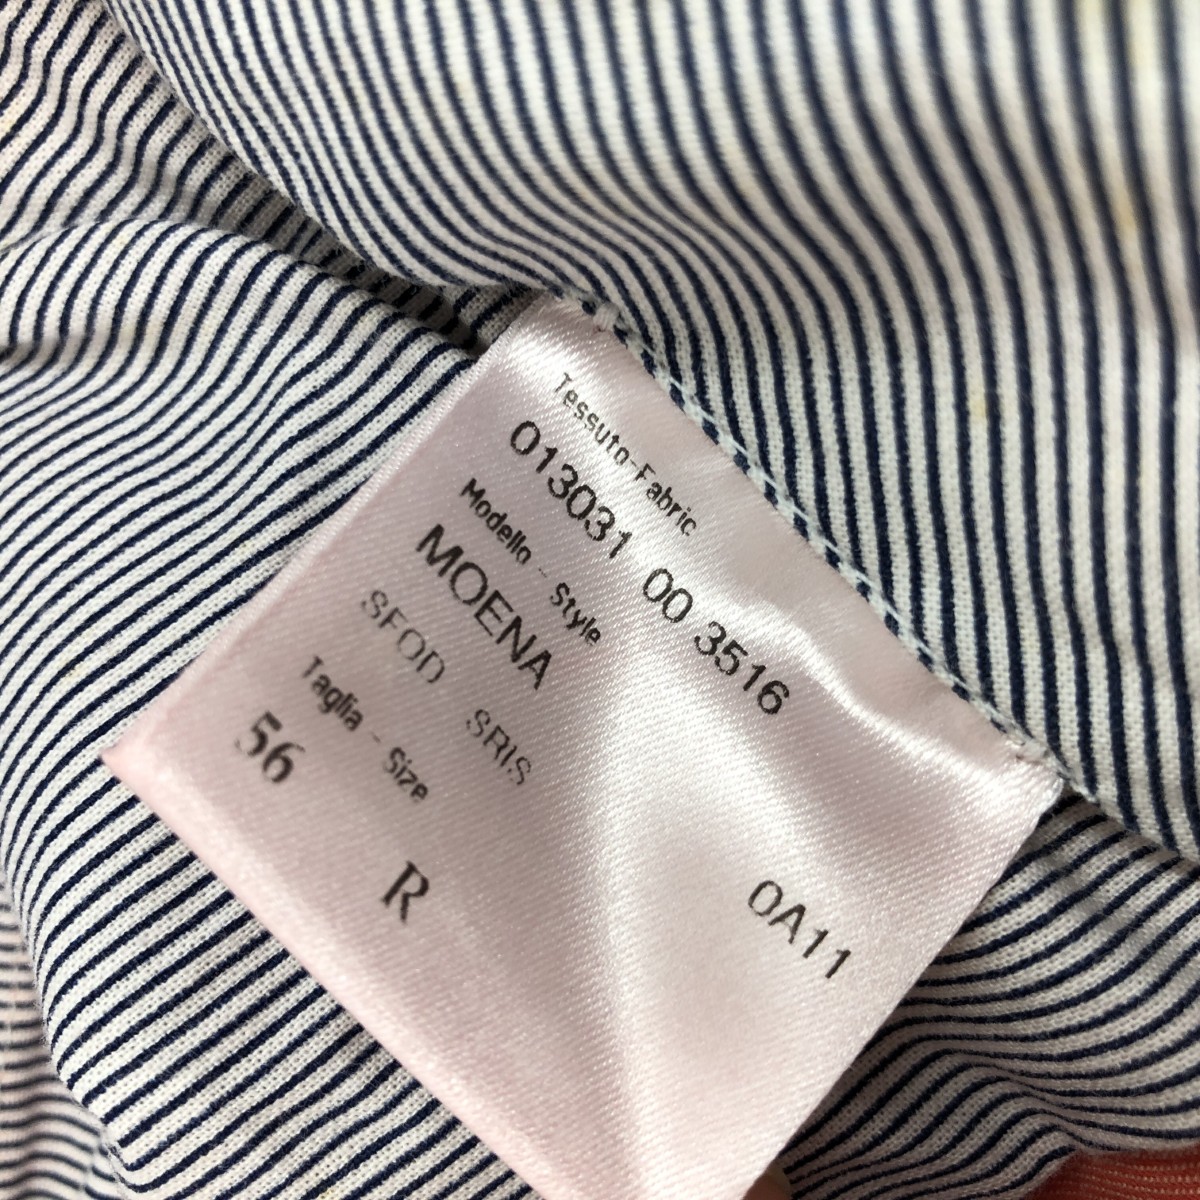 Tessuto-Fabric
013031 00 3516
Modello - Style
MOENA
SFOD SRIS
0A11
Taglia - Size
56 R